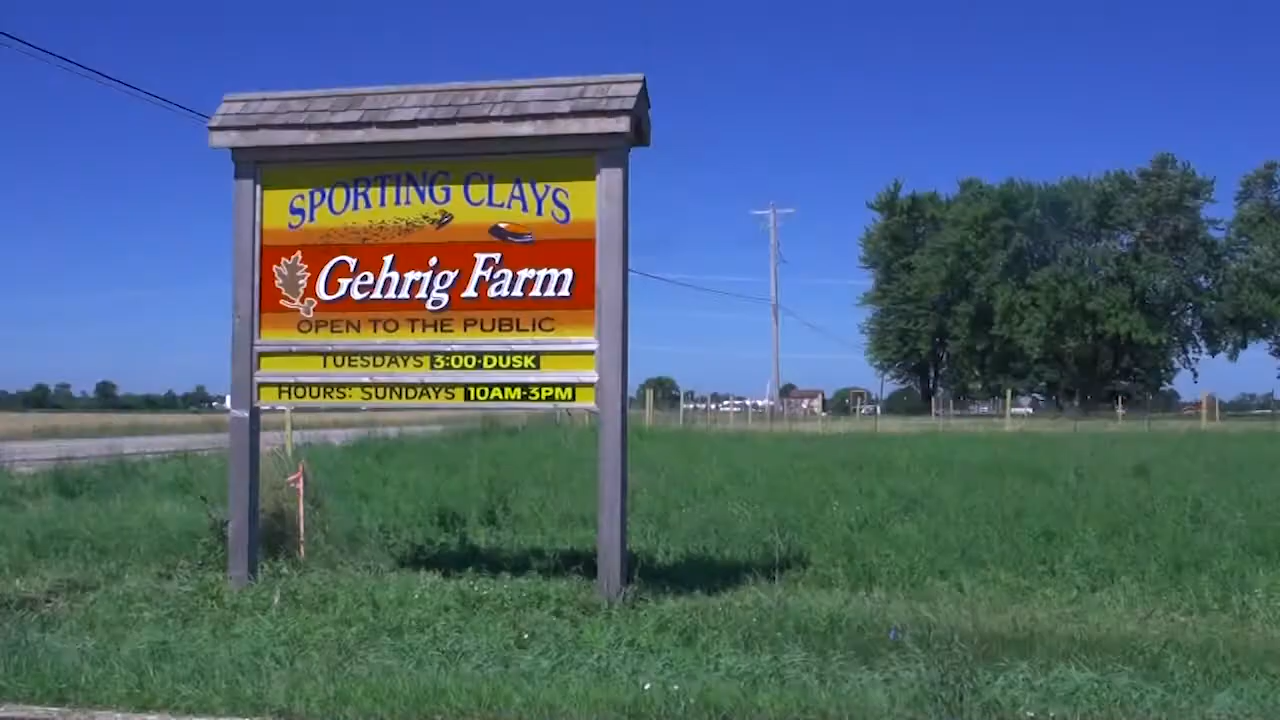 SPORTING CLAYS
Gehrig Farm
OPEN TO THE PUBLIC
TUESDAYS 3:00-DUSK
HOURS: SUNDAYS 10AM-3PM